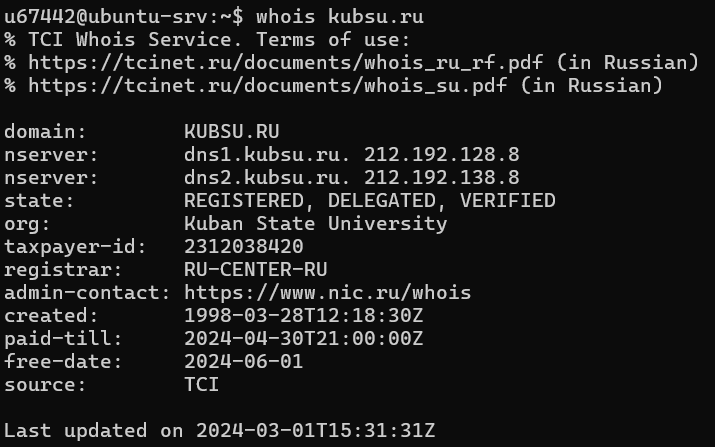 u67442@ubuntu-srv:~$ whois kubsu.ru
% TCI Whois Service. Terms of use:
% https://tcinet.ru/documents/whois_ru_rf.pdf (in Russian)
% https://tcinet.ru/documents/whois_su.pdf (in Russian)

domain:        KUBSU.RU
nserver:       dns1.kubsu.ru. 212.192.128.8
nserver:       dns2.kubsu.ru. 212.192.138.8
state:         REGISTERED, DELEGATED, VERIFIED
org:           Kuban State University
taxpayer-id:   2312038420
registrar:     RU-CENTER-RU
admin-contact: https://www.nic.ru/whois
created:       1998-03-28T12:18:30Z
paid-till:     2024-04-30T21:00:00Z
free-date:     2024-06-01
source:        TCI

Last updated on 2024-03-01T15:31:31Z